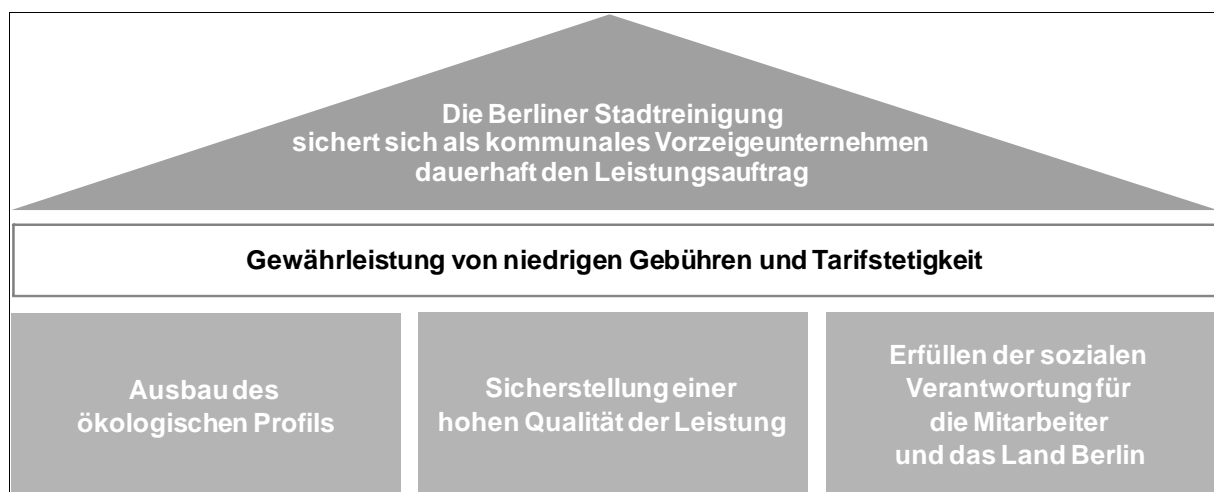 Die Berliner Stadtreinigung
sichert sich als kommunales Vorzeigeunternehmen
dauerhaft den Leistungsauftrag
Gewährleistung von niedrigen Gebühren und Tarifstetigkeit
Ausbau des
ökologischen Profils
Sicherstellung einer
hohen Qualität der Leistung
Erfüllen der sozialen
Verantwortung für
die Mitarbeiter
und das Land Berlin